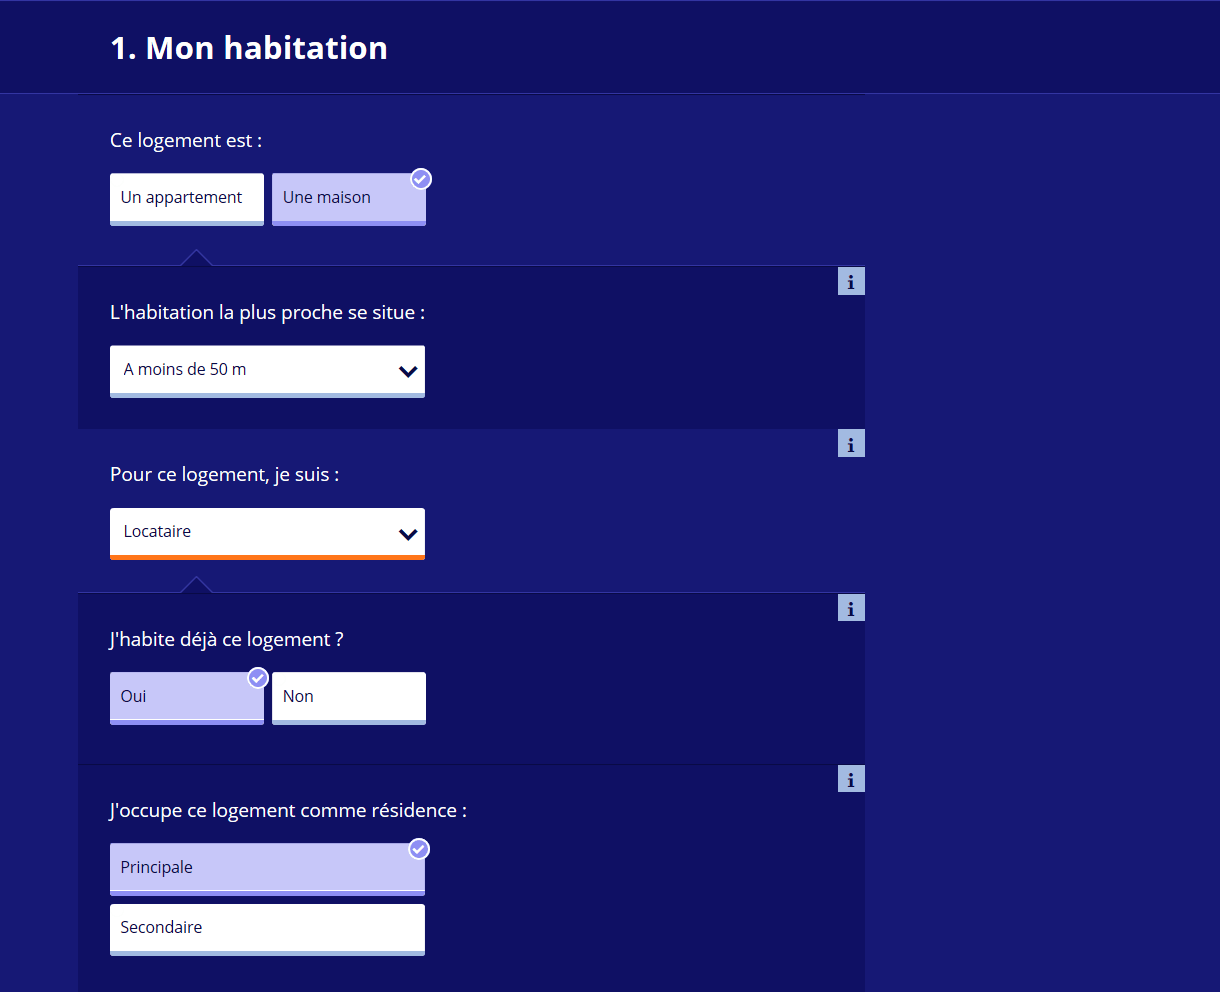 1. Mon habitation
Ce logement est :
Un appartement
Une maison
i
L'habitation la plus proche se situe :
A moins de 50 m
i
Pour ce logement, je suis :
Locataire
i
J'habite déjà ce logement ?
Oui
Non
i
J'occupe ce logement comme résidence :
Principale
Secondaire